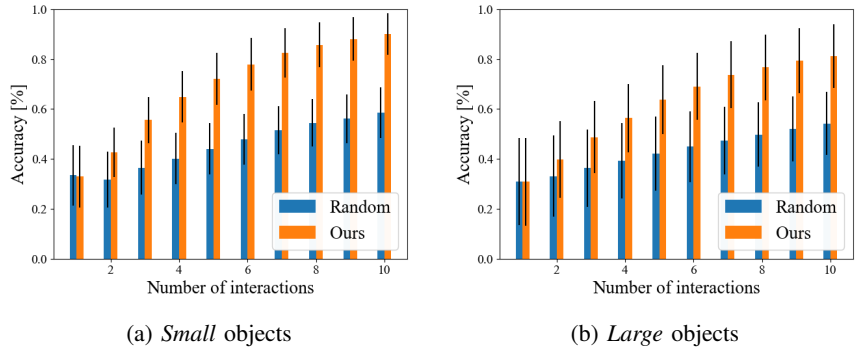 1.0
0.8
0.6
0.4
0.2
0.0
Accuracy [%]
2 4 6 8 10
Number of interactions
Random
Ours
(a) Small objects
1.0
0.8
0.6
0.4
0.2
0.0
Accuracy [%]
2 4 6 8 10
Number of interactions
Random
Ours
(b) Large objects